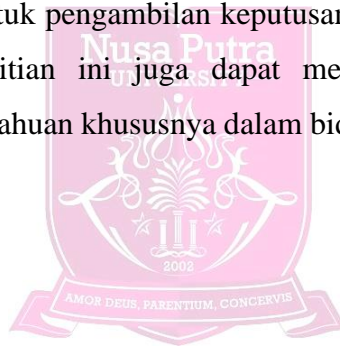 tuk pengambilan keputusan
Nusa Putra
UNIVERSITY
itian ini juga dapat me
ahuan khususnya dalam bid
2002
AMOR DEUS, PARENTIUM, CONCERVIS